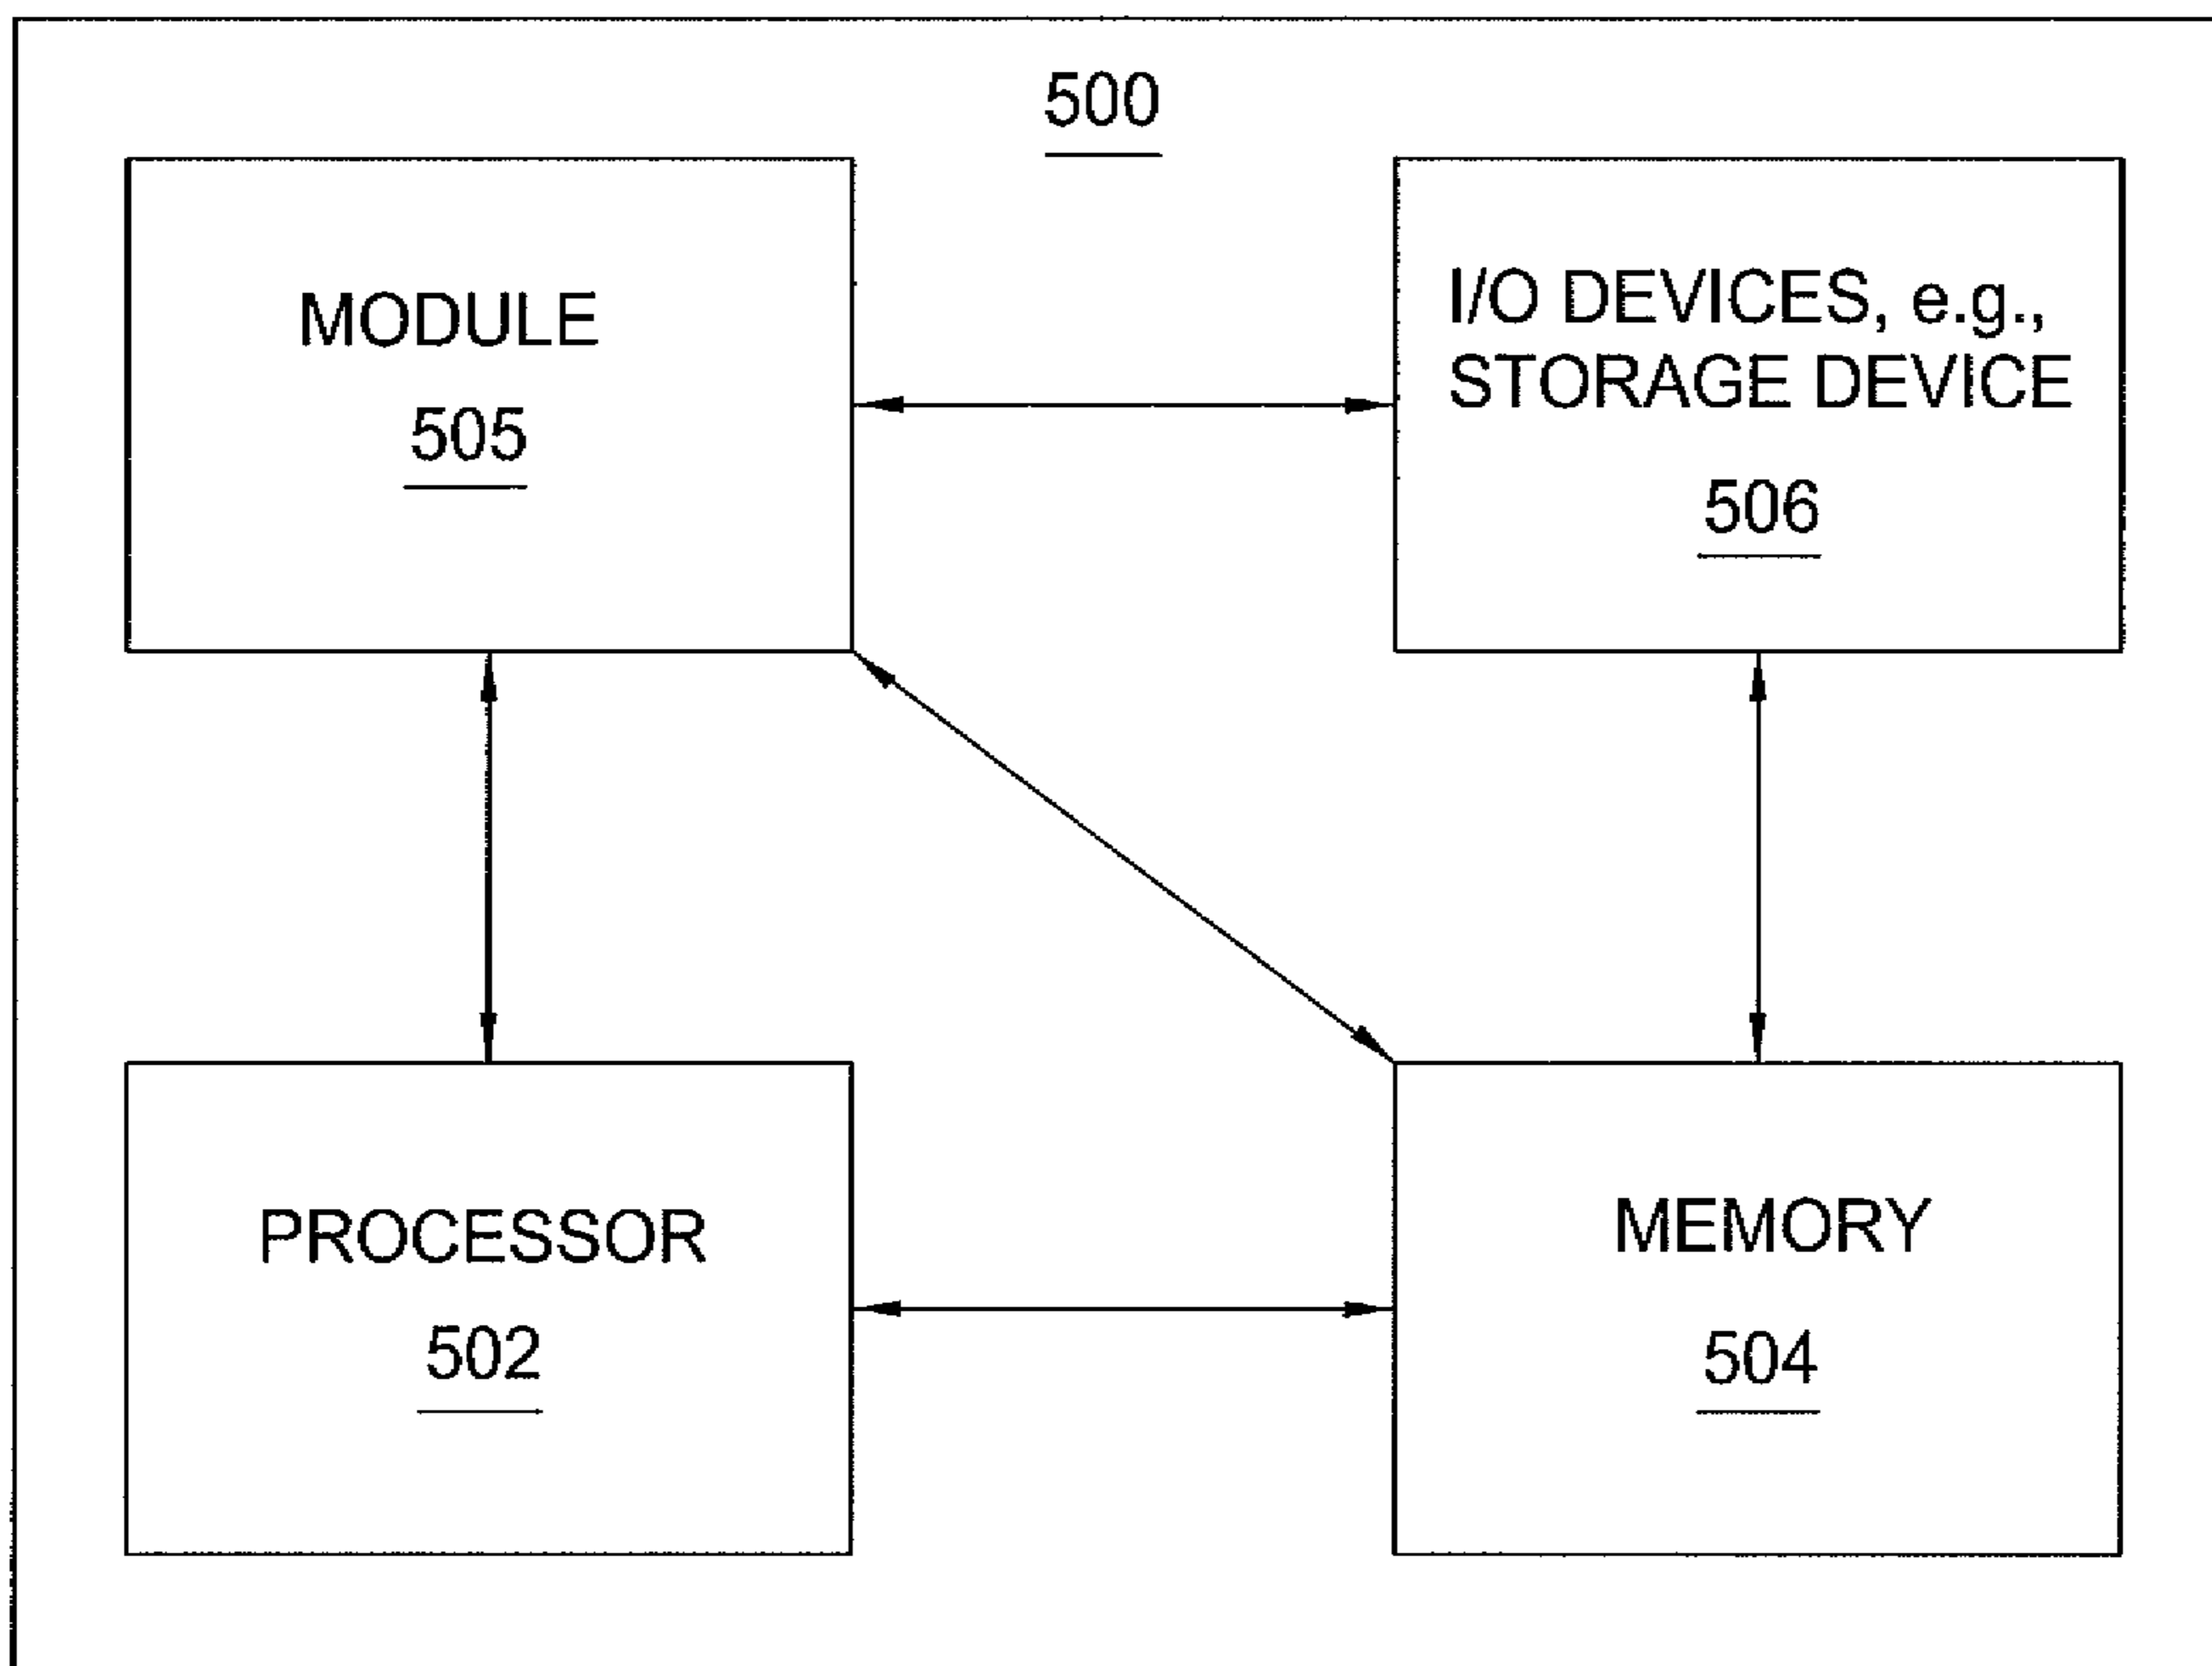 500
MODULE
505
I/O DEVICES, e.g.,
STORAGE DEVICE
506
PROCESSOR
502
MEMORY
504